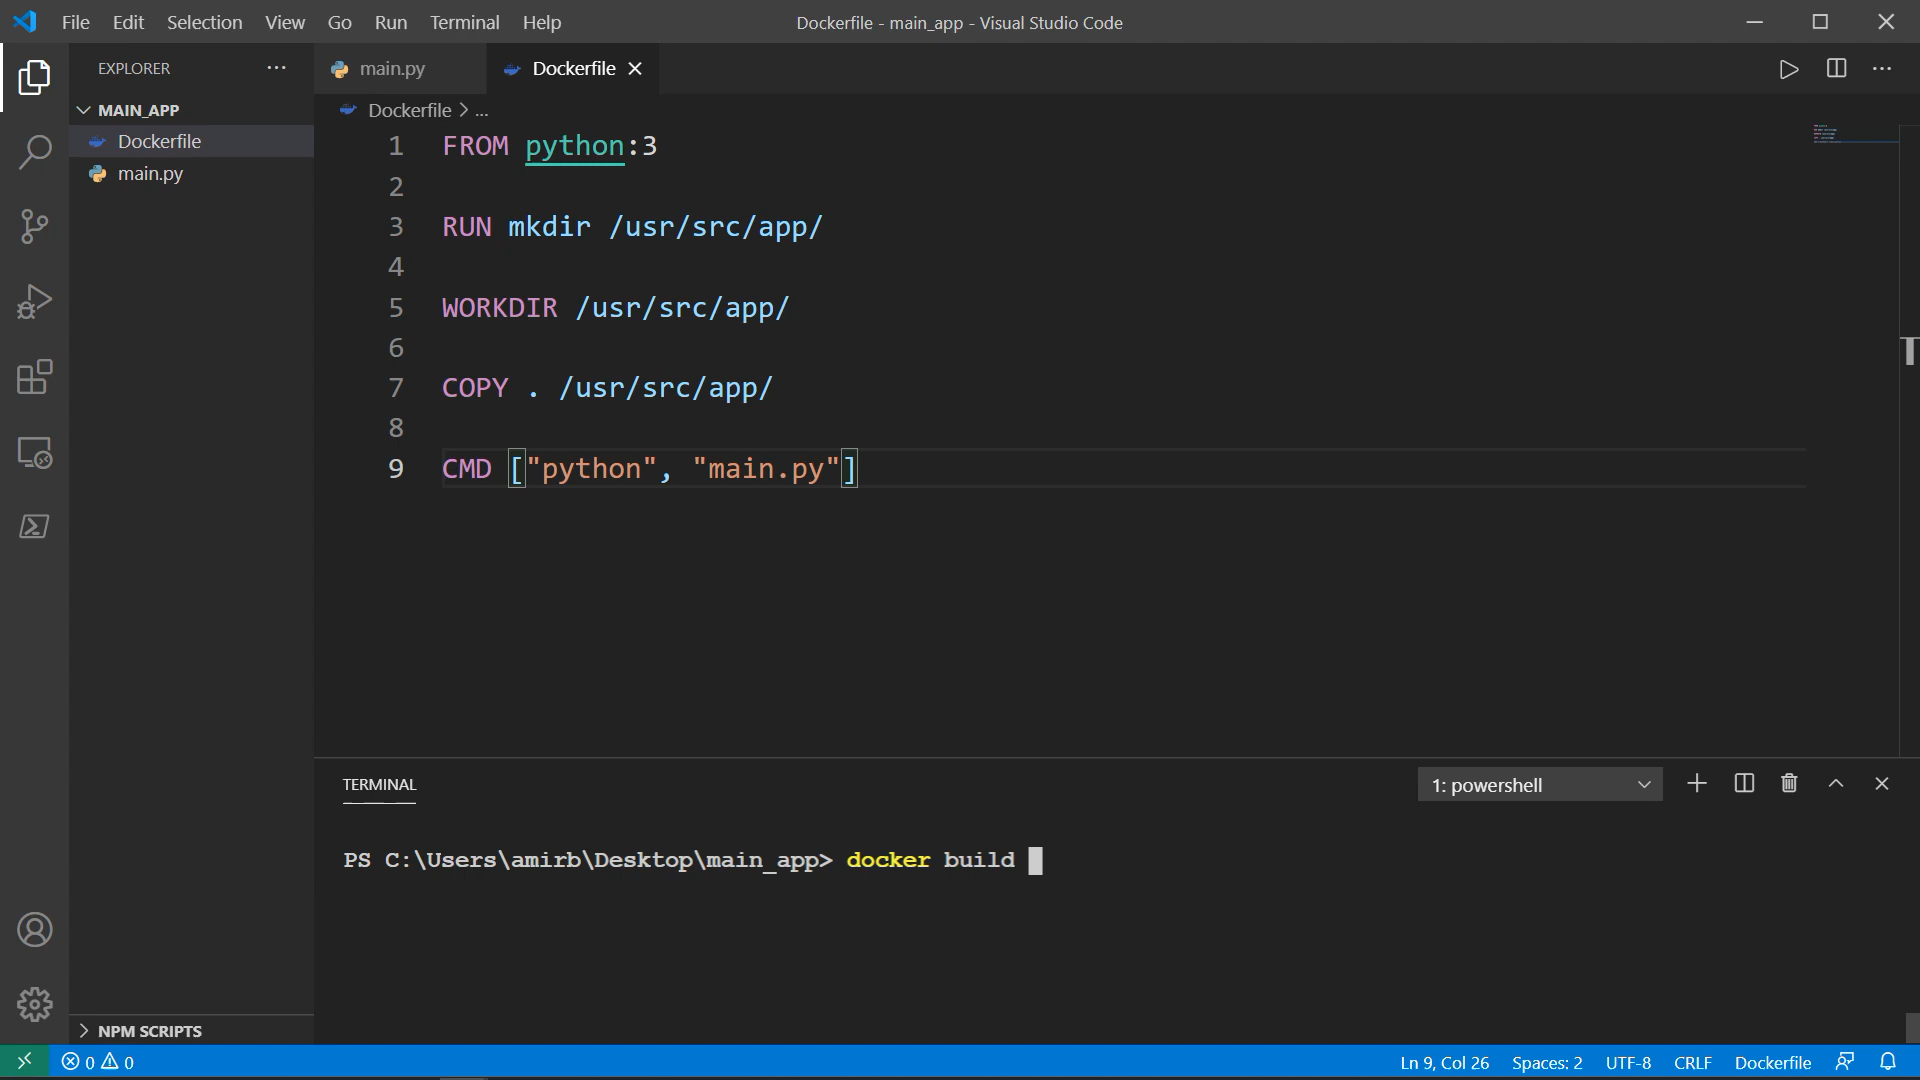 File Edit Selection View Go Run Terminal Help
Dockerfile - main_app - Visual Studio Code
EXPLORER
MAIN_APP
Dockerfile
main.py
NPM SCRIPTS
main.py
Dockerfile
Dockerfile > ...
1 FROM python:3
2
3 RUN mkdir /usr/src/app/
4
5 WORKDIR /usr/src/app/
6
7 COPY . /usr/src/app/
8
9 CMD ["python", "main.py"]
TERMINAL
1: powershell
PS C:\Users\amirb\Desktop\main_app> docker build
0 0
Ln 9, Col 26 Spaces: 2 UTF-8 CRLF Dockerfile